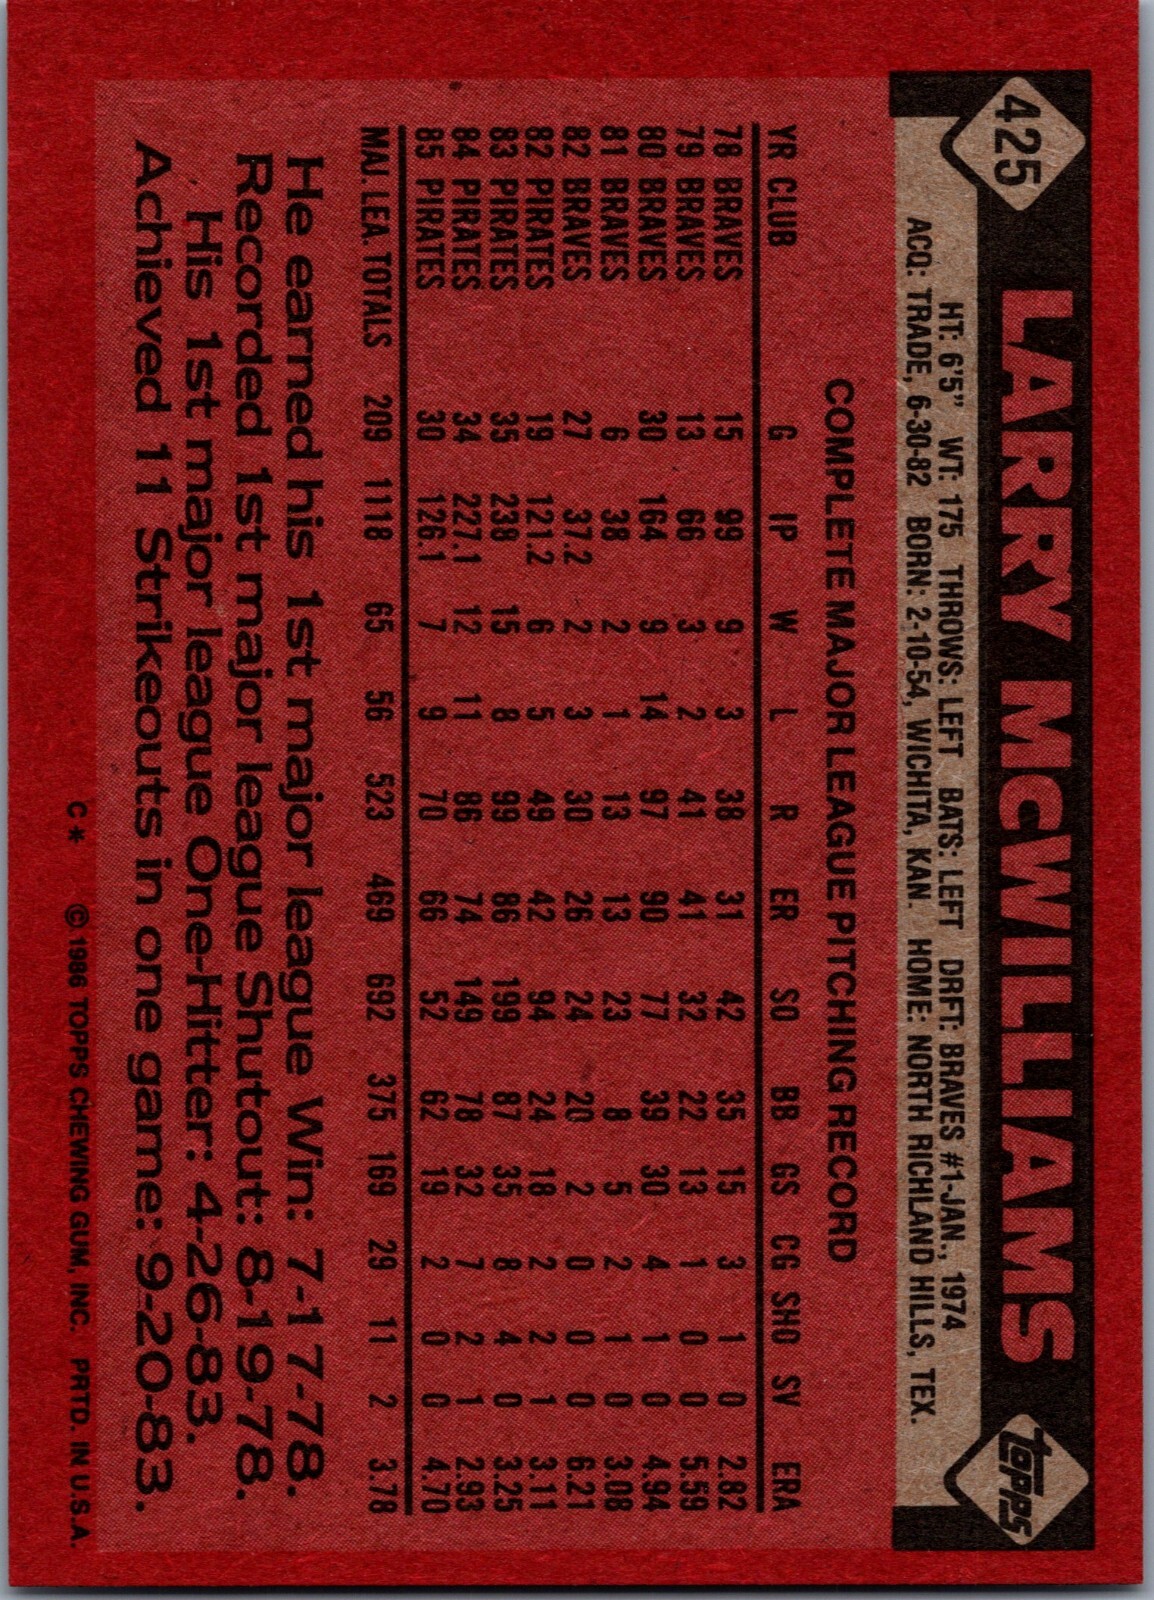 425 LARRY McWILLIAMS topps
HT: 6'5" WT: 175 THROWS: LEFT BATS: LEFT DRFT: BRAVES #1-JAN., 1974
ACQ: TRADE, 6-30-82 BORN: 2-10-54, WICHITA, KAN. HOME: NORTH RICHLAND HILLS, TEX.
COMPLETE MAJOR LEAGUE PITCHING RECORD
YR CLUB G IP W L R ER SO BB GS CG SHO SV ERA
78 BRAVES 15 99 9 3 38 31 42 35 15 3 1 0 2.82
79 BRAVES 13 66 3 2 41 41 32 22 13 1 0 0 5.59
80 BRAVES 30 164 9 14 97 90 77 39 30 4 1 0 4.94
81 BRAVES 6 38 2 1 13 13 23 8 5 2 1 0 3.08
82 BRAVES 27 37.2 2 3 30 26 24 20 2 0 0 0 6.21
82 PIRATES 19 121.2 6 5 49 42 94 24 18 2 2 1 3.11
83 PIRATES 35 238 15 8 99 86 199 87 35 8 4 0 3.25
84 PIRATES 34 227.1 12 11 86 74 149 78 32 7 2 1 2.93
85 PIRATES 30 126.1 7 9 70 66 52 62 19 2 0 0 4.70
MAJ. LEA. TOTALS 209 1118 65 56 523 469 692 375 169 29 11 2 3.78
He earned his 1st major league Win: 7-17-78.
Recorded 1st major league Shutout: 8-19-78.
His 1st major league One-Hitter: 4-26-83.
Achieved 11 Strikeouts in one game: 9-20-83.
C* © 1986 TOPPS CHEWING GUM, INC. PRTD. IN U.S.A.